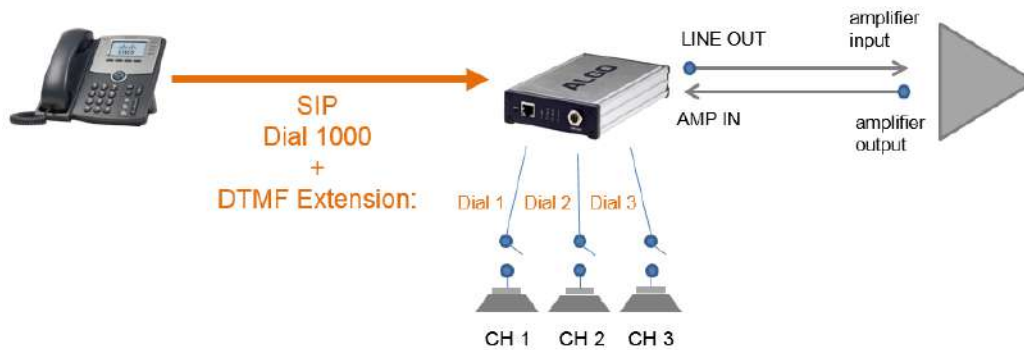 SIP
Dial 1000
+
DTMF Extension:
Dial 1
Dial 2
Dial 3
ALGO
LINE OUT
AMP IN
amplifier
input
amplifier
output
CH 1
CH 2
CH 3